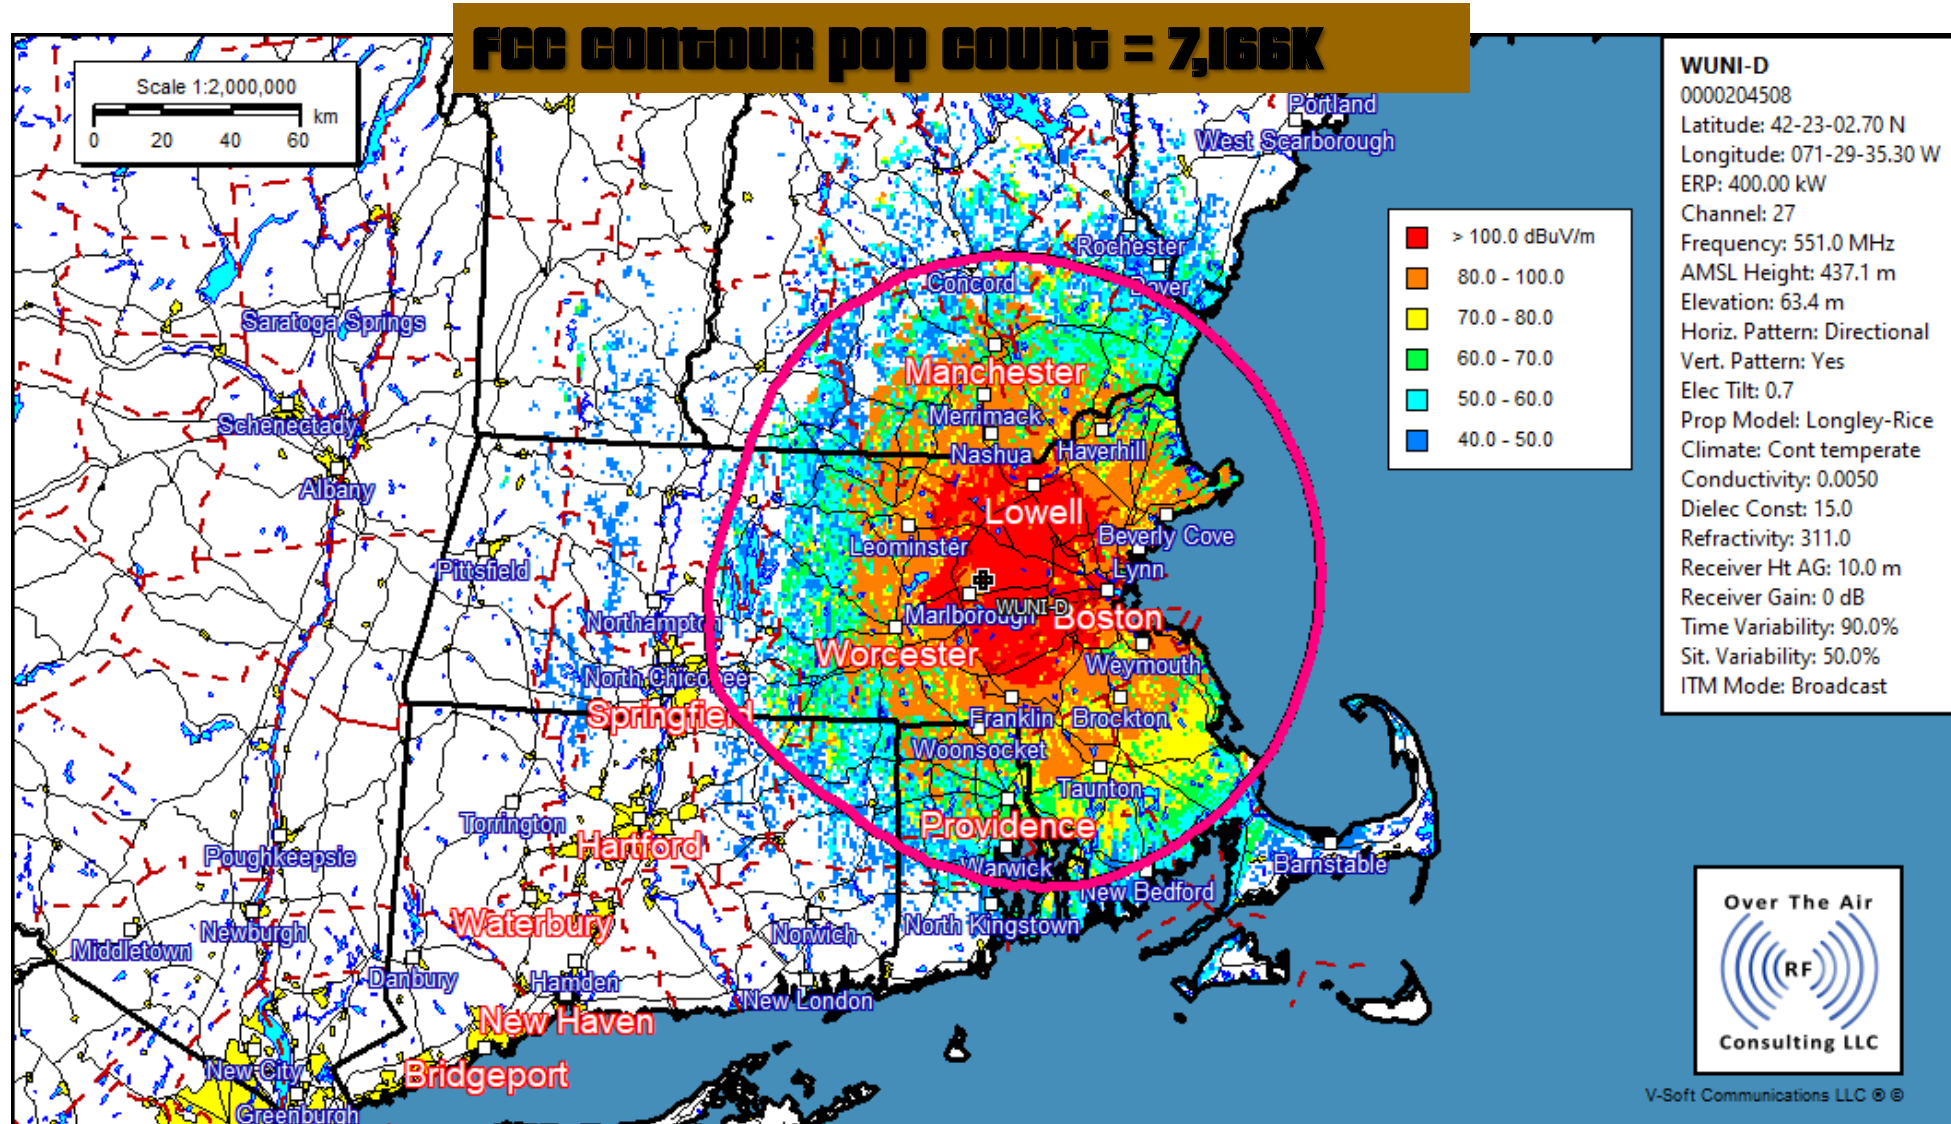 FCC CONTOUR POP COUNT = 7,166K
Scale 1:2,000,000
km
0 20 40 60
WUNI-D
0000204508
Latitude: 42-23-02.70 N
Longitude: 071-29-35.30 W
ERP: 400.00 kW
Channel: 27
Frequency: 551.0 MHz
AMSL Height: 437.1 m
Elevation: 63.4 m
Horiz. Pattern: Directional
Vert. Pattern: Yes
Elec Tilt: 0.7
Prop Model: Longley-Rice
Climate: Cont temperate
Conductivity: 0.0050
Dielec Const: 15.0
Refractivity: 311.0
Receiver Ht AG: 10.0 m
Receiver Gain: 0 dB
Time Variability: 90.0%
Sit. Variability: 50.0%
ITM Mode: Broadcast
> 100.0 dBuV/m
80.0 - 100.0
70.0 - 80.0
60.0 - 70.0
50.0 - 60.0
40.0 - 50.0
Portland
West Scarborough
Rochester
Concord
Dover
Saratoga Springs
Manchester
Schenectady
Merrimack
Nashua
Haverhill
Albany
Lowell
Leominster
Beverly Cove
Pittsfield
Lynn
Marlborough
WUNI-D
Boston
Northampton
Worcester
Weymouth
North Chicopee
Springfield
Franklin
Brockton
Woonsocket
Taunton
Torrington
Providence
Hartford
Poughkeepsie
Warwick
Barnstable
New Bedford
Waterbury
North Kingstown
Newburgh
Norwich
Middletown
Danbury
Hamden
New London
New Haven
New City
Bridgeport
Greenburgh
Over The Air
RF
Consulting LLC
V-Soft Communications LLC ® ©